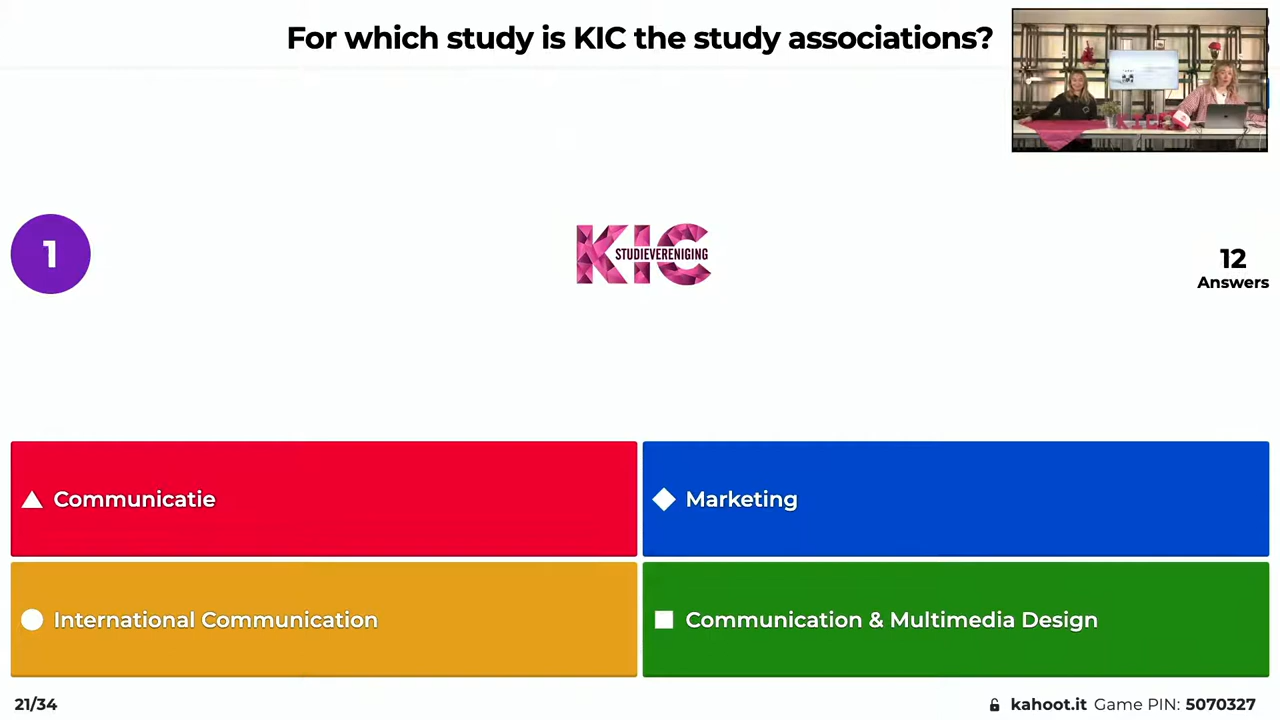 For which study is KIC the study associations?
1
KIC
STUDIEVERENIGING
12
Answers
Communicatie
Marketing
International Communication
Communication & Multimedia Design
21/34
kahoot.it Game PIN: 5070327